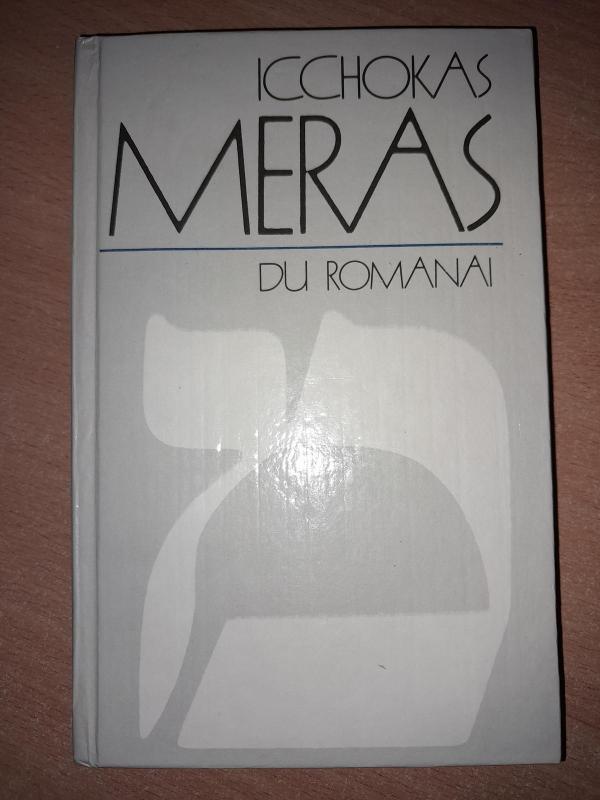 ICCHOKAS
MERAS
DU ROMANAI
מ